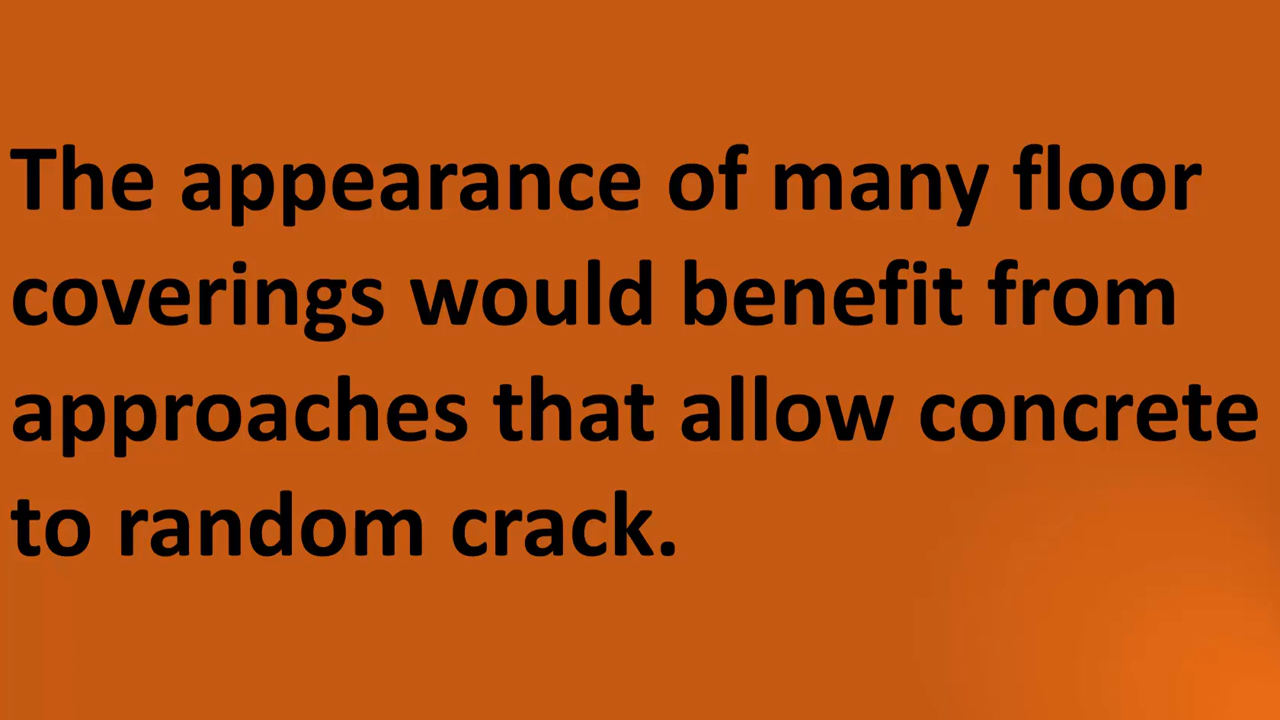 The appearance of many floor
coverings would benefit from
approaches that allow concrete
to random crack.